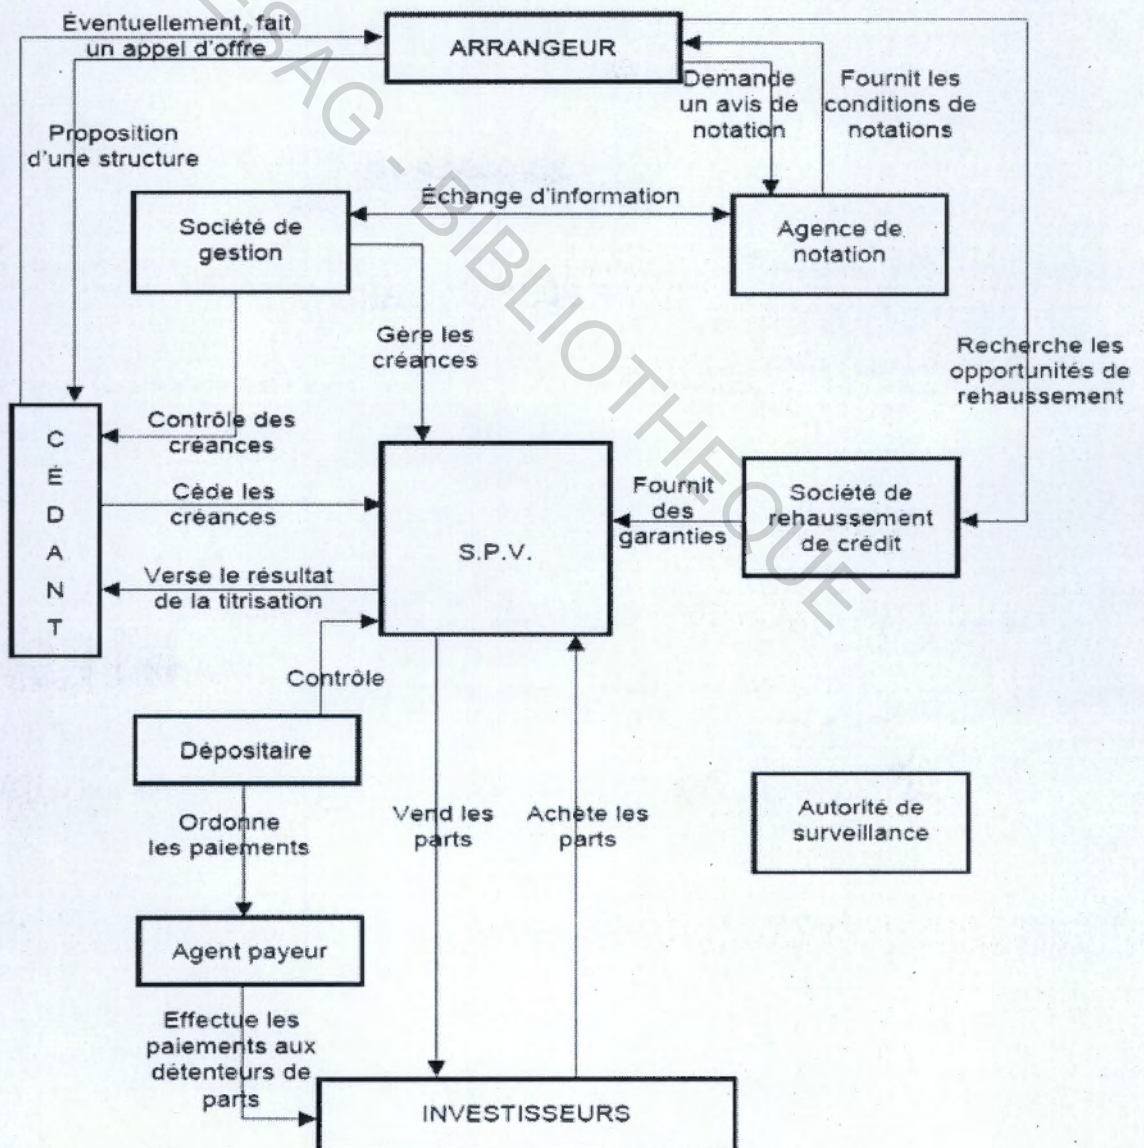 Éventuellement, fait
un appel d'offre
ARRANGEUR
Demande
un avis de
notation
Fournit les
conditions de
notations
Proposition
d'une structure
Échange d'information
Société de
gestion
Agence de
notation
Gère les
créances
Recherche les
opportunités de
rehaussement
CÉDANT
Contrôle des
créances
Cède les
créances
Verse le résultat
de la titrisation
S.P.V.
Fournit
des
garanties
Société de
rehaussement
de crédit
Contrôle
Dépositaire
Ordonne
les paiements
Vend les
parts
Achète les
parts
Autorité de
surveillance
Agent payeur
Effectue les
paiements aux
détenteurs de
parts
INVESTISSEURS
ESAG - BIBLIOTHEQUE